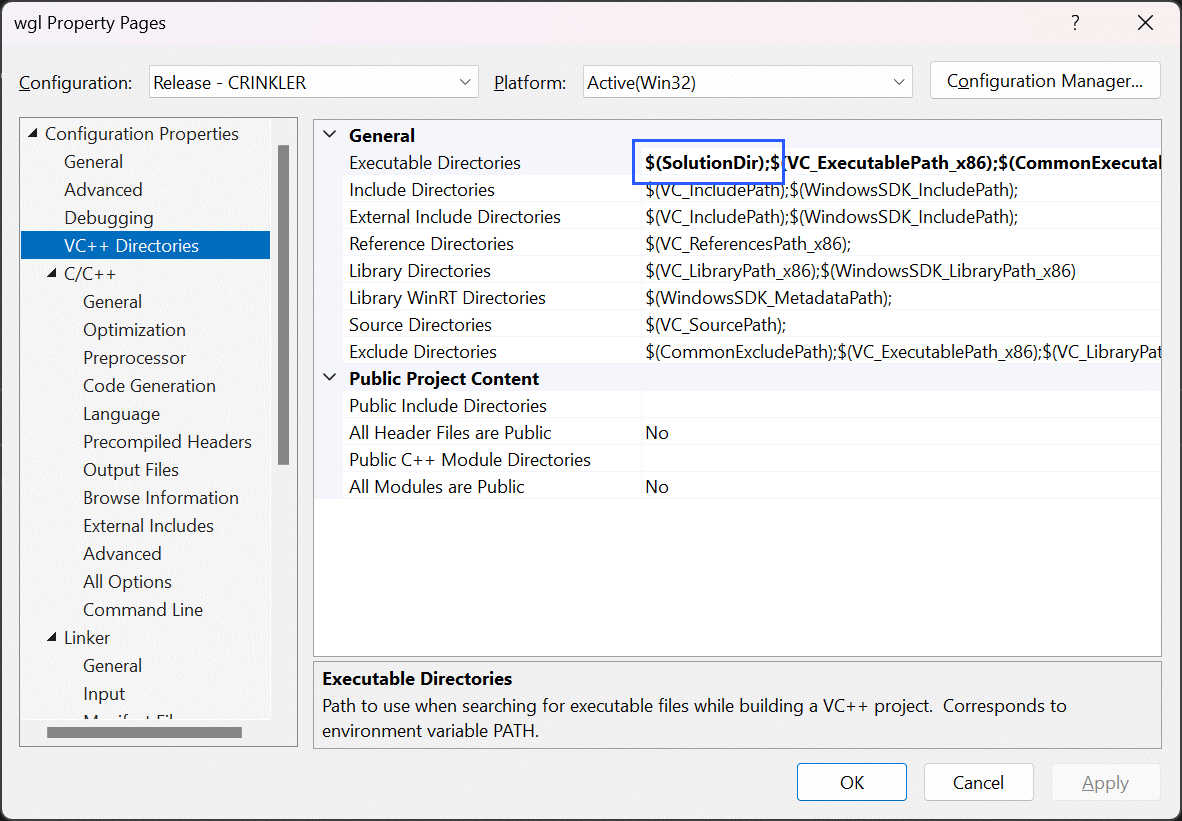 wgl Property Pages
?
Configuration: Release - CRINKLER Platform: Active(Win32) Configuration Manager...
Configuration Properties
General
Advanced
Debugging
VC++ Directories
C/C++
General
Optimization
Preprocessor
Code Generation
Language
Precompiled Headers
Output Files
Browse Information
External Includes
Advanced
All Options
Command Line
Linker
General
Input
General
Executable Directories $(SolutionDir);$(VC_ExecutablePath_x86);$(CommonExecutal
Include Directories $(VC_IncludePath);$(WindowsSDK_IncludePath);
External Include Directories $(VC_IncludePath);$(WindowsSDK_IncludePath);
Reference Directories $(VC_ReferencesPath_x86);
Library Directories $(VC_LibraryPath_x86);$(WindowsSDK_LibraryPath_x86)
Library WinRT Directories $(WindowsSDK_MetadataPath);
Source Directories $(VC_SourcePath);
Exclude Directories $(CommonExcludePath);$(VC_ExecutablePath_x86);$(VC_LibraryPat
Public Project Content
Public Include Directories
All Header Files are Public No
Public C++ Module Directories
All Modules are Public No
Executable Directories
Path to use when searching for executable files while building a VC++ project.  Corresponds to
environment variable PATH.
OK Cancel Apply